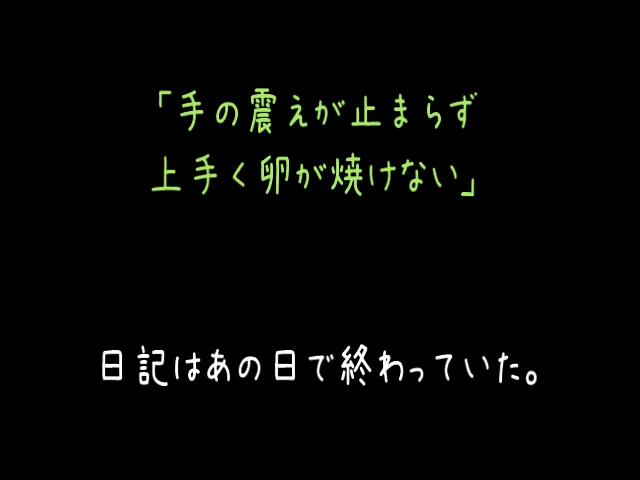 「手の震えが止まらず
上手く卵が焼けない」
日記はあの日で終わっていた。